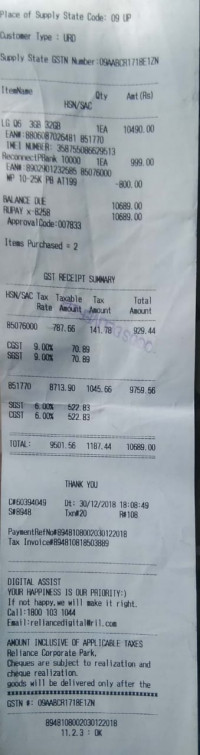 Place of Supply State Code: 09 UP
Customer Type : URD
Supply State GSTN Number:09AABCR1718E1ZN
ItemName Qty Amt(Rs)
HSN/SAC
LG Q6 3GB 32GB 1EA 10490.00
EAN#:8806087026481 851770
IMEI NUMBER: 358755086629513
ReconnectPBank 10000 1EA 999.00
EAN#:8902901232585 85076000
MP 10-25K PB AT199 -800.00
BALANCE DUE 10689.00
RUPAY x-8258 10689.00
ApprovalCode:007833
Items Purchased = 2
GST RECEIPT SUMMARY
HSN/SAC Tax Taxable Tax Total
Rate Amount Amount Amount
85076000 787.66 141.78 929.44
CGST 9.00% 70.89
SGST 9.00% 70.89
851770 8713.90 1045.66 9759.56
SGST 6.00% 522.83
CGST 6.00% 522.83
TOTAL: 9501.56 1187.44 10689.00
THANK YOU
C#60394049 Dt: 30/12/2018 18:08:49
S#8948 Txn#20 R#108
PaymentRefNo#8948108002030122018
Tax Invoice#894810818503889
DIGITAL ASSIST
YOUR HAPPINESS IS OUR PRIORITY:)
If not happy,we will make it right.
Call:1800 103 1044
Email:reliancedigital@ril.com
AMOUNT INCLUSIVE OF APPLICABLE TAXES
Reliance Corporate Park,
Cheques are subject to realization and
cheque realization.
goods will be delivered only after the
GSTN #: 09AABCR1718E1ZN
8948108002030122018
11.2.3 : OK